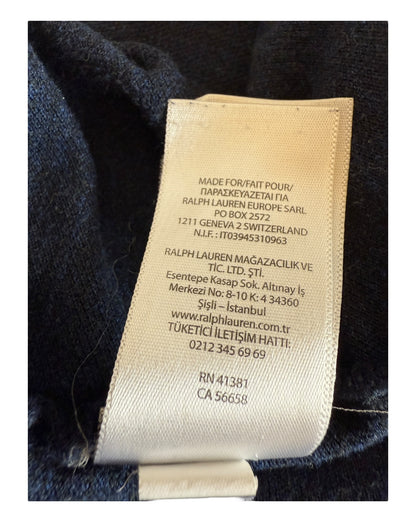 MADE FOR/FAIT POUR/
ΠΑΡΑΣΚΕΥΑΖΕΤΑΙ ΓΙΑ
RALPH LAUREN EUROPE SARL
PO BOX 2572
1211 GENEVA 2 SWITZERLAND
N.I.F. : IT03945310963
RALPH LAUREN MAĞAZACILIK VE
TİC. LTD. ŞTİ.
Esentepe Kasap Sok. Altınay İş
Merkezi No: 8-10 K: 4 34360
Şişli - İstanbul
www.ralphlauren.com.tr
TÜKETİCİ İLETİŞİM HATTI:
0212 345 69 69
RN 41381
CA 56658